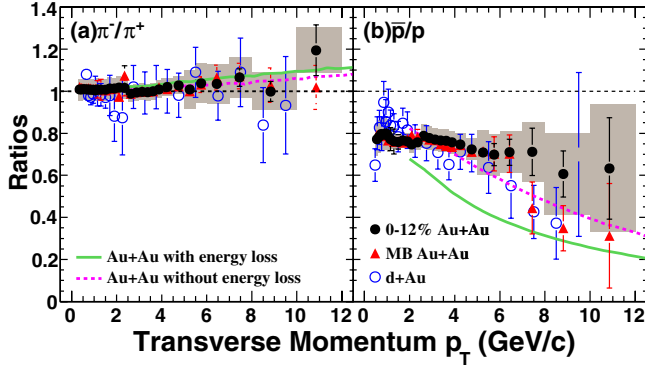 (a)π⁻/π⁺
(b)p̅/p
1.4
1.2
1
0.8
0.6
0.4
0.2
0
Ratios
Au+Au with energy loss
Au+Au without energy loss
0-12% Au+Au
MB Au+Au
d+Au
0 2 4 6 8 10 12 0 2 4 6 8 10 12
Transverse Momentum p_T (GeV/c)